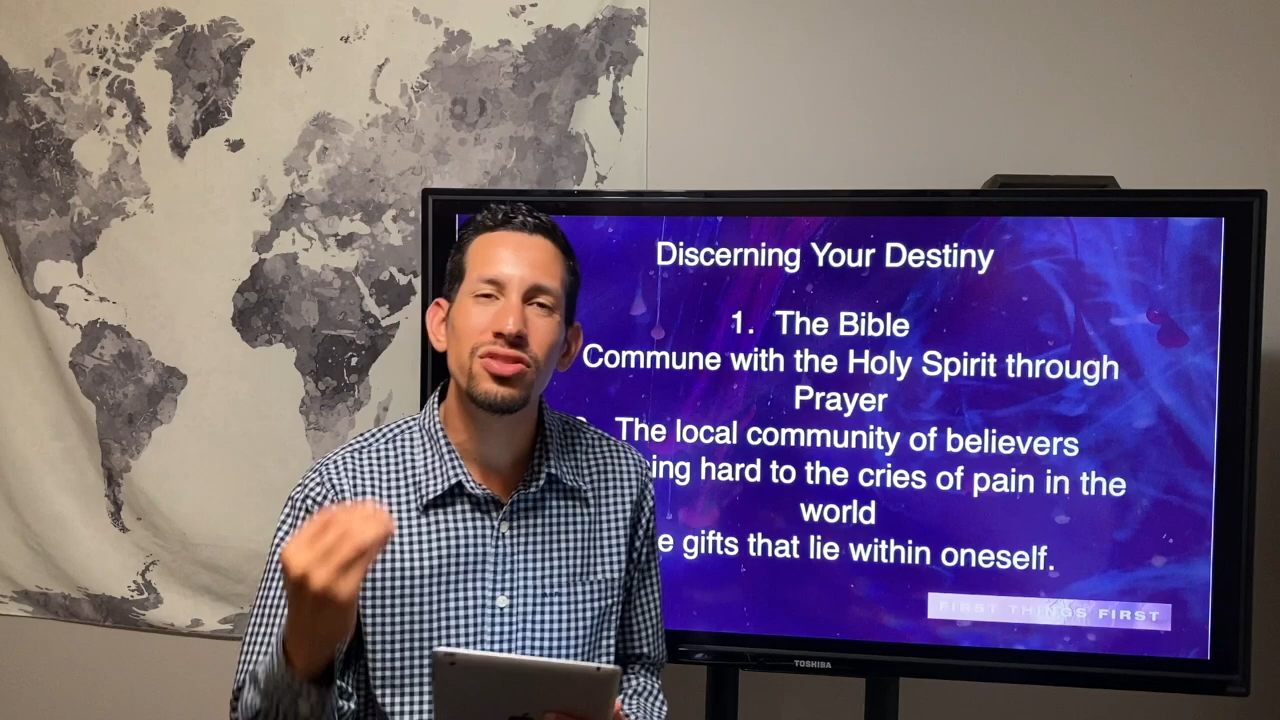 Discerning Your Destiny
1. The Bible
Commune with the Holy Spirit through
Prayer
The local community of believers
hard to the cries of pain in the
world
gifts that lie within oneself.
FIRST THINGS FIRST
TOSHIBA